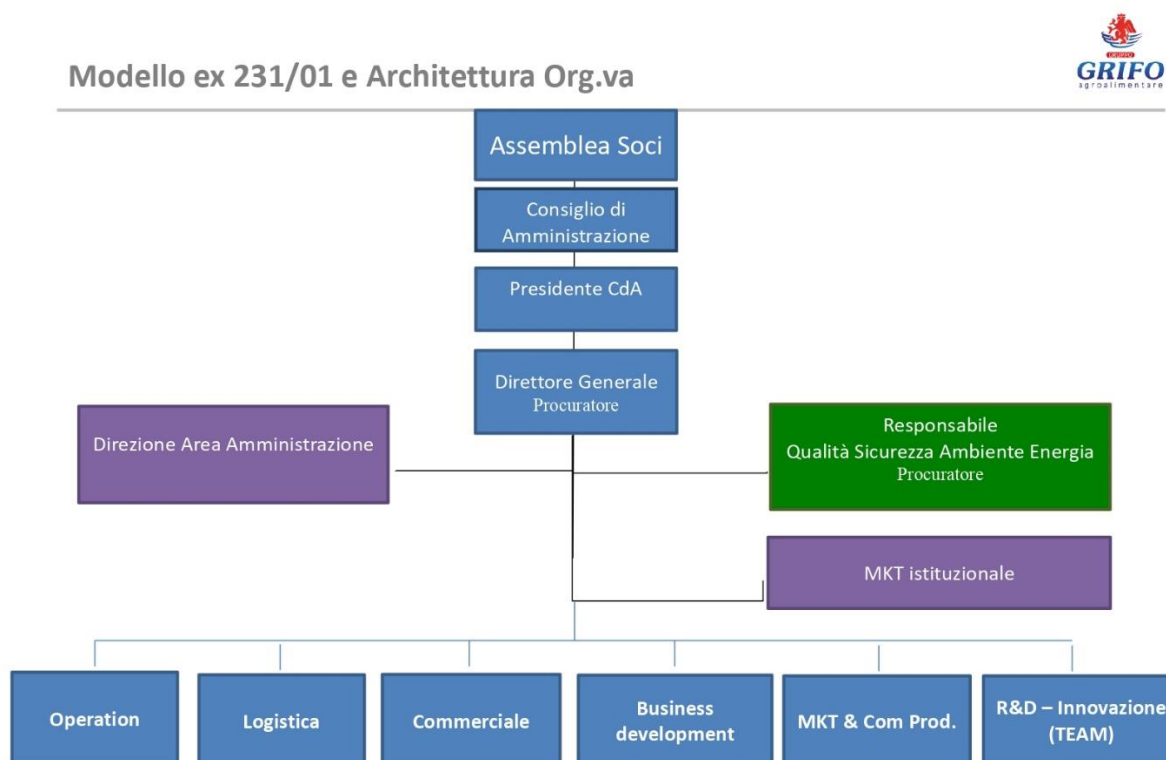 Modello ex 231/01 e Architettura Org.va
GRUPPO
GRIFO
agroalimentare
Assemblea Soci
Consiglio di
Amministrazione
Presidente CdA
Direttore Generale
Procuratore
Direzione Area Amministrazione
Responsabile
Qualità Sicurezza Ambiente Energia
Procuratore
MKT istituzionale
Operation
Logistica
Commerciale
Business
development
MKT & Com Prod.
R&D – Innovazione
(TEAM)